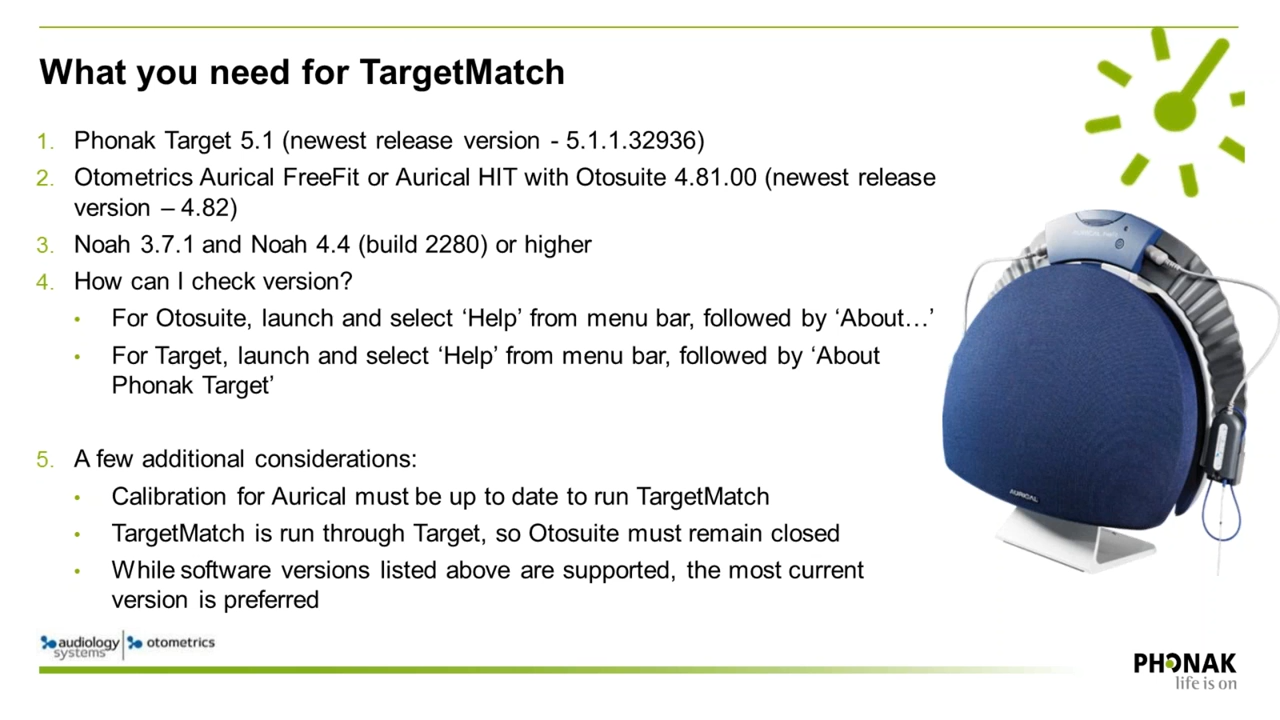 What you need for TargetMatch
1. Phonak Target 5.1 (newest release version - 5.1.1.32936)
2. Otometrics Aurical FreeFit or Aurical HIT with Otosuite 4.81.00 (newest release
version – 4.82)
3. Noah 3.7.1 and Noah 4.4 (build 2280) or higher
4. How can I check version?
• For Otosuite, launch and select ‘Help’ from menu bar, followed by ‘About…’
• For Target, launch and select ‘Help’ from menu bar, followed by ‘About
Phonak Target’
5. A few additional considerations:
• Calibration for Aurical must be up to date to run TargetMatch
• TargetMatch is run through Target, so Otosuite must remain closed
• While software versions listed above are supported, the most current
version is preferred
AURICAL
audiology systems otometrics
PHONAK
life is on